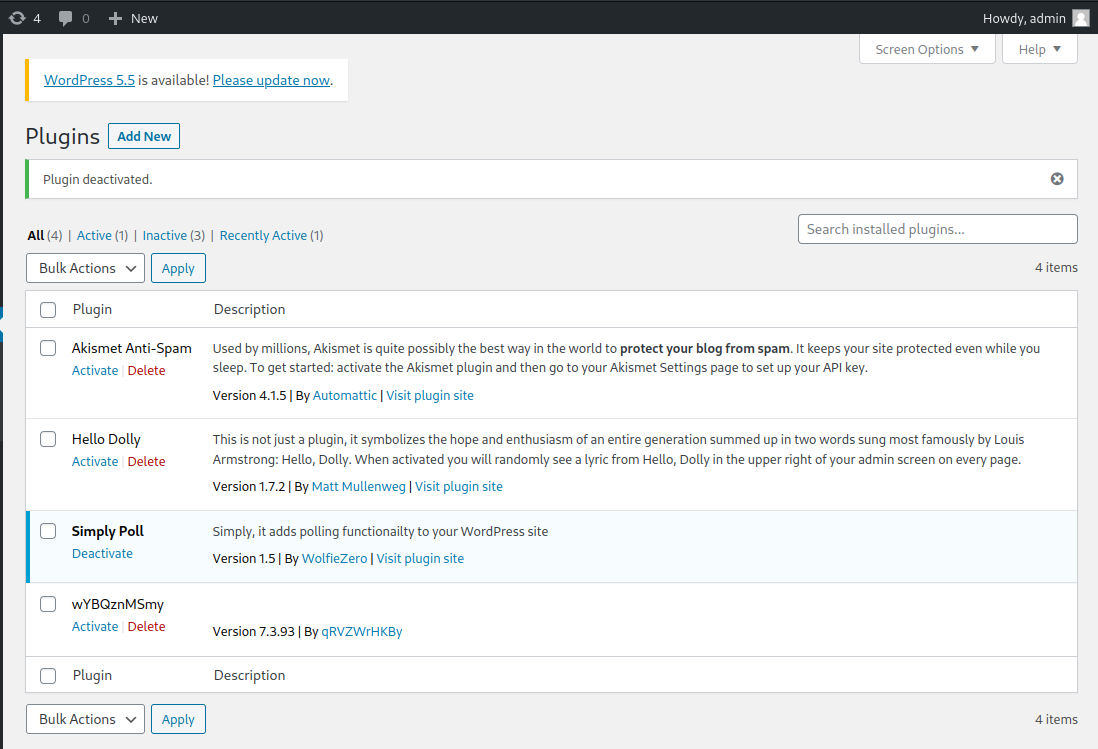 4 0 New Howdy, admin
Screen Options Help
WordPress 5.5 is available! Please update now.
Plugins Add New
Plugin deactivated.
All (4) | Active (1) | Inactive (3) | Recently Active (1)
Search installed plugins...
Bulk Actions Apply 4 items
Plugin Description
Akismet Anti-Spam Used by millions, Akismet is quite possibly the best way in the world to protect your blog from spam. It keeps your site protected even while you
Activate | Delete sleep. To get started: activate the Akismet plugin and then go to your Akismet Settings page to set up your API key.
Version 4.1.5 | By Automattic | Visit plugin site
Hello Dolly This is not just a plugin, it symbolizes the hope and enthusiasm of an entire generation summed up in two words sung most famously by Louis
Activate | Delete Armstrong: Hello, Dolly. When activated you will randomly see a lyric from Hello, Dolly in the upper right of your admin screen on every page.
Version 1.7.2 | By Matt Mullenweg | Visit plugin site
Simply Poll Simply, it adds polling functionailty to your WordPress site
Deactivate Version 1.5 | By WolfieZero | Visit plugin site
wYBQznMSmy
Activate | Delete Version 7.3.93 | By qRVZWrHKBy
Plugin Description
Bulk Actions Apply 4 items